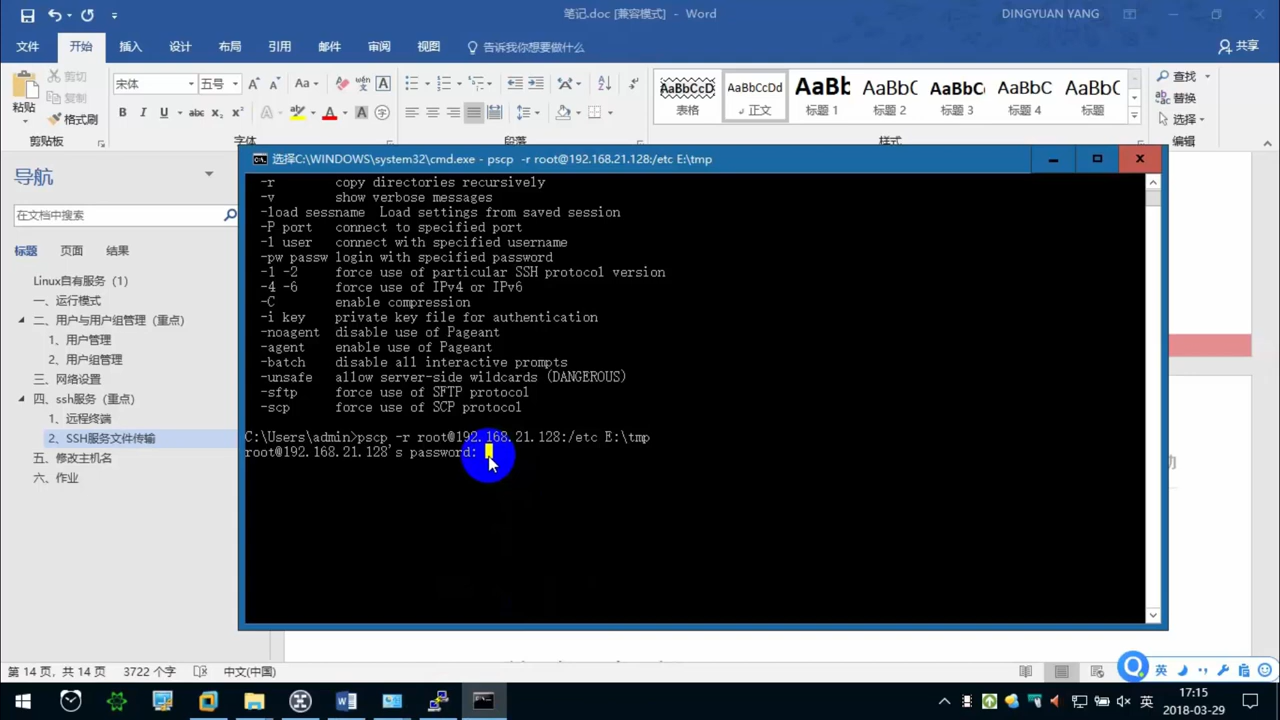 笔记.doc [兼容模式] - Word
DINGYUAN YANG
文件 开始 插入 设计 布局 引用 邮件 审阅 视图 告诉我你想要做什么 共享
粘贴 剪切 复制 格式刷 剪贴板
宋体 五号
字体
段落
AaBbCcD 表格
AaBbCcDd 正文
AaBb 标题 1
AaBbC 标题 2
AaBbC 标题 3
AaBbC 标题 4
AaBbC 标题
样式
查找
替换
选择
编辑
导航
在文档中搜索
标题 页面 结果
Linux自有服务（1）
一、运行模式
二、用户与用户组管理（重点）
1、用户管理
2、用户组管理
三、网络设置
四、ssh服务（重点）
1、远程终端
2、SSH服务文件传输
五、修改主机名
六、作业
选择C:\WINDOWS\system32\cmd.exe - pscp  -r root@192.168.21.128:/etc E:\tmp
-r        copy directories recursively
-v        show verbose messages
-load sessname  Load settings from saved session
-P port   connect to specified port
-l user   connect with specified username
-pw passw login with specified password
-1 -2     force use of particular SSH protocol version
-4 -6     force use of IPv4 or IPv6
-C        enable compression
-i key    private key file for authentication
-noagent  disable use of Pageant
-agent    enable use of Pageant
-batch    disable all interactive prompts
-unsafe   allow server-side wildcards (DANGEROUS)
-sftp     force use of SFTP protocol
-scp      force use of SCP protocol
C:\Users\admin>pscp -r root@192.168.21.128:/etc E:\tmp
root@192.168.21.128's password:
第 14 页，共 14 页 3722 个字 中文(中国)
英
英
17:15
2018-03-29